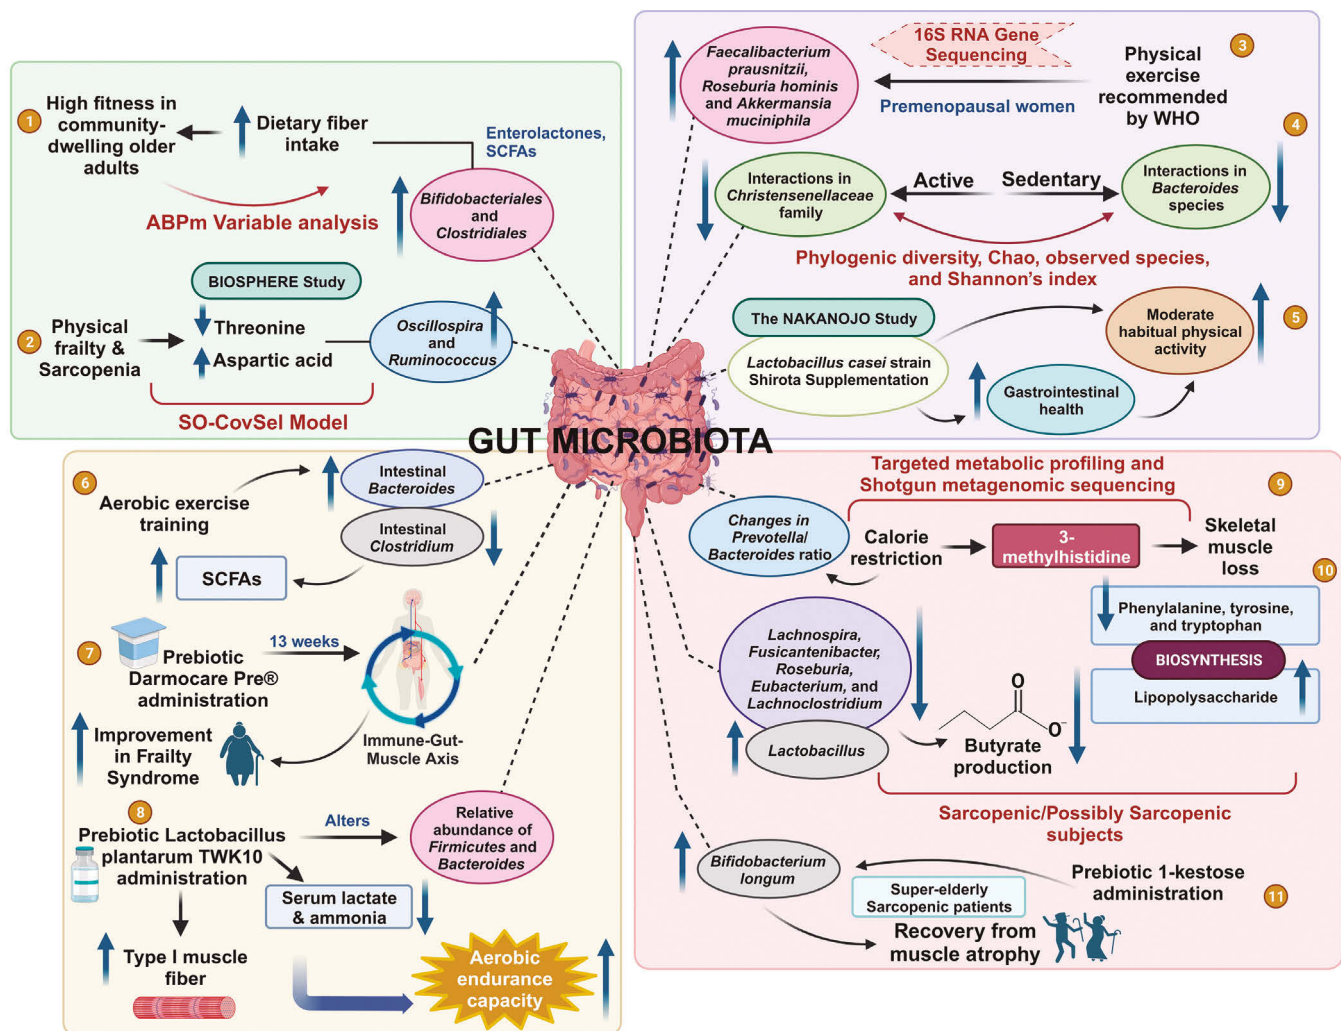 1
High fitness in
community-
dwelling older
adults
Dietary fiber
intake
Enterolactones,
SCFAs
Bifidobacteriales
and
Clostridiales
ABPm Variable analysis
BIOSPHERE Study
2
Physical
frailty &
Sarcopenia
Threonine
Aspartic acid
Oscillospira
and
Ruminococcus
SO-CovSel Model
3
16S RNA Gene
Sequencing
Faecalibacterium
prausnitzii,
Roseburia hominis
and Akkermansia
muciniphila
Premenopausal women
Physical
exercise
recommended
by WHO
4
Interactions in
Christensenellaceae
family
Active
Sedentary
Interactions in
Bacteroides
species
Phylogenic diversity, Chao, observed species,
and Shannon's index
5
The NAKANOJO Study
Lactobacillus casei strain
Shirota Supplementation
Gastrointestinal
health
Moderate
habitual physical
activity
GUT MICROBIOTA
6
Aerobic exercise
training
Intestinal
Bacteroides
Intestinal
Clostridium
SCFAs
7
Prebiotic
Darmocare Pre®
administration
13 weeks
Immune-Gut-
Muscle Axis
Improvement
in Frailty
Syndrome
8
Prebiotic Lactobacillus
plantarum TWK10
administration
Alters
Relative
abundance of
Firmicutes and
Bacteroides
Serum lactate
& ammonia
Type I muscle
fiber
Aerobic
endurance
capacity
Targeted metabolic profiling and
Shotgun metagenomic sequencing
9
Changes in
Prevotella/
Bacteroides ratio
Calorie
restriction
3-
methylhistidine
Skeletal
muscle
loss
10
Phenylalanine, tyrosine,
and tryptophan
BIOSYNTHESIS
Lipopolysaccharide
Lachnospira,
Fusicantenibacter,
Roseburia,
Eubacterium, and
Lachnoclostridium
Lactobacillus
O
O⁻
Butyrate
production
Sarcopenic/Possibly Sarcopenic
subjects
11
Bifidobacterium
longum
Prebiotic 1-kestose
administration
Super-elderly
Sarcopenic patients
Recovery from
muscle atrophy